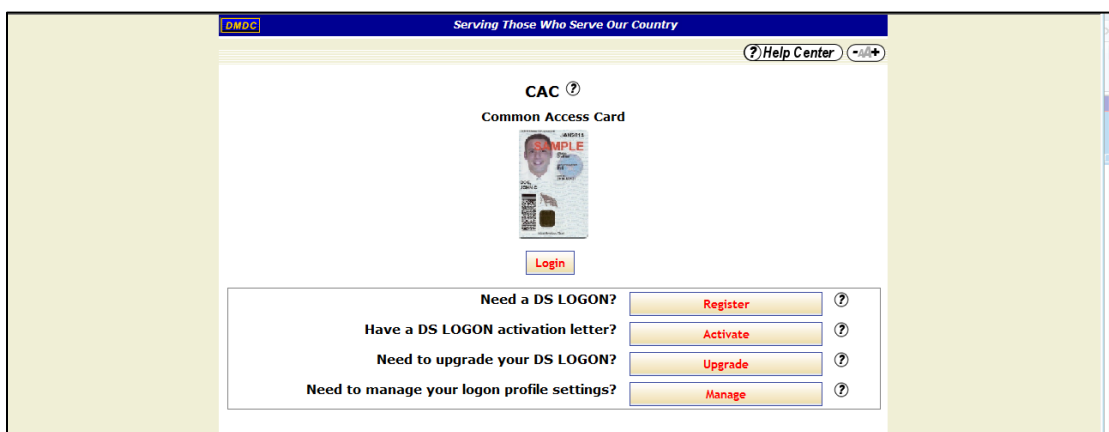 DMDC
Serving Those Who Serve Our Country
? Help Center
-AA+
CAC ?
Common Access Card
SAMPLE
Login
Need a DS LOGON? Register ?
Have a DS LOGON activation letter? Activate ?
Need to upgrade your DS LOGON? Upgrade ?
Need to manage your logon profile settings? Manage ?